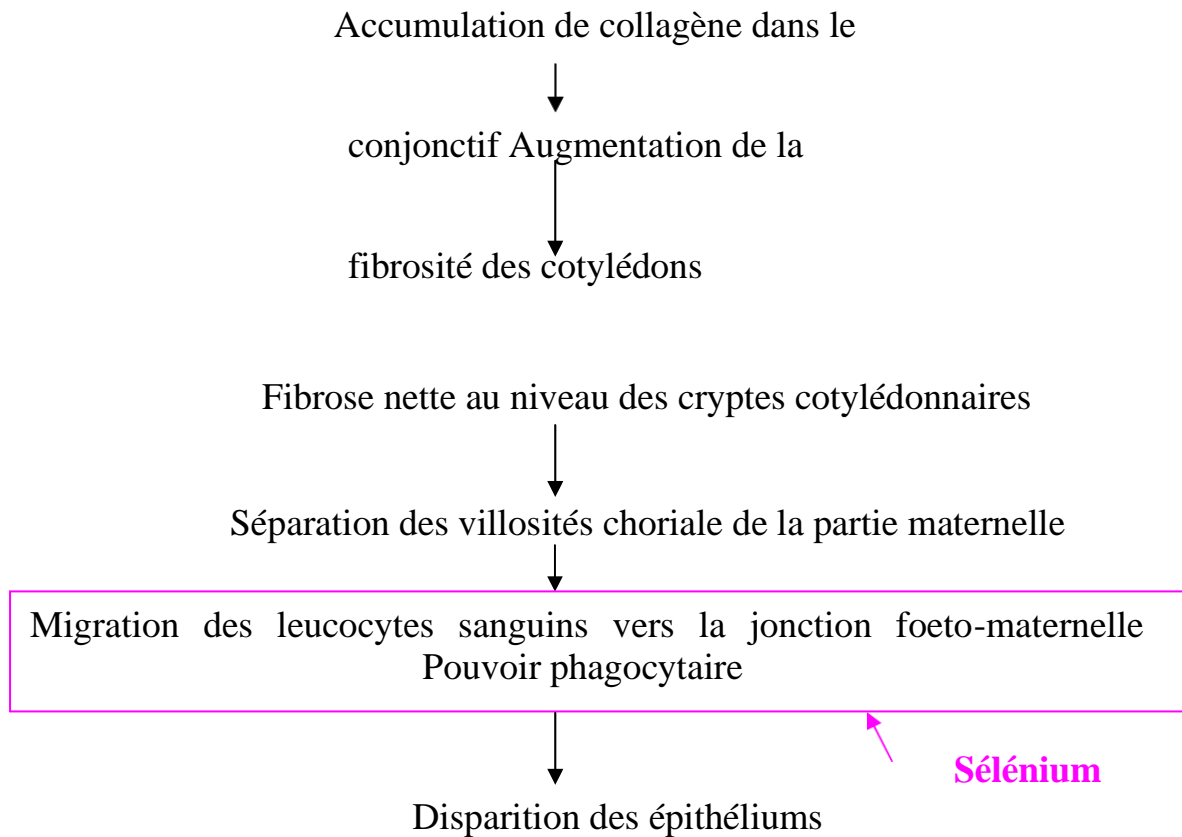 Accumulation de collagène dans le
conjonctif Augmentation de la
fibrosité des cotylédons
Fibrose nette au niveau des cryptes cotylédonnaires
Séparation des villosités choriale de la partie maternelle
Migration des leucocytes sanguins vers la jonction foeto-maternelle
Pouvoir phagocytaire
Sélénium
Disparition des épithéliums